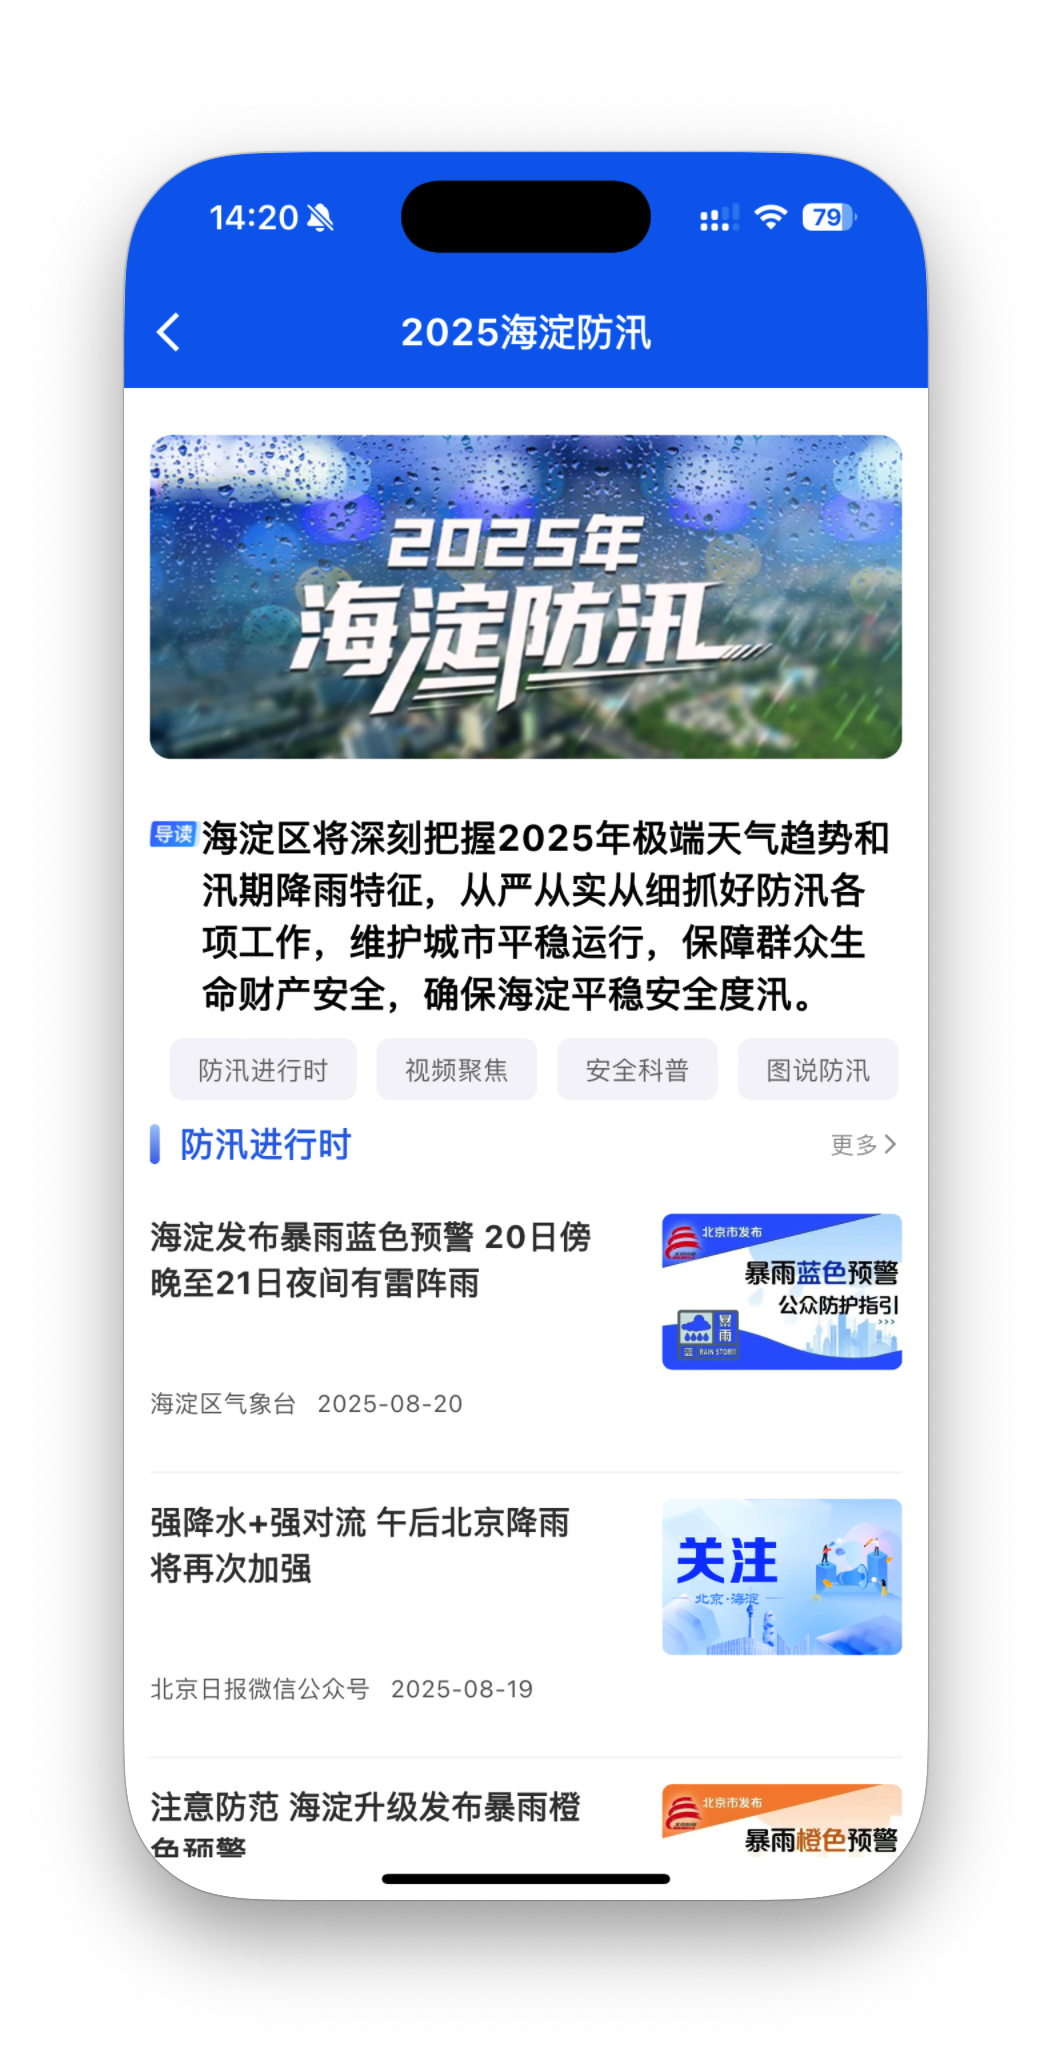 14:20
79
2025海淀防汛
2025年
海淀防汛
导读
海淀区将深刻把握2025年极端天气趋势和
汛期降雨特征，从严从实从细抓好防汛各
项工作，维护城市平稳运行，保障群众生
命财产安全，确保海淀平稳安全度汛。
防汛进行时
视频聚焦
安全科普
图说防汛
防汛进行时
更多
海淀发布暴雨蓝色预警 20日傍
晚至21日夜间有雷阵雨
北京市发布
暴雨蓝色预警
公众防护指引
暴
雨
蓝 RAIN STORM
海淀区气象台 2025-08-20
强降水+强对流 午后北京降雨
将再次加强
关注
北京·海淀
北京日报微信公众号 2025-08-19
注意防范 海淀升级发布暴雨橙
色预警
北京市发布
暴雨橙色预警